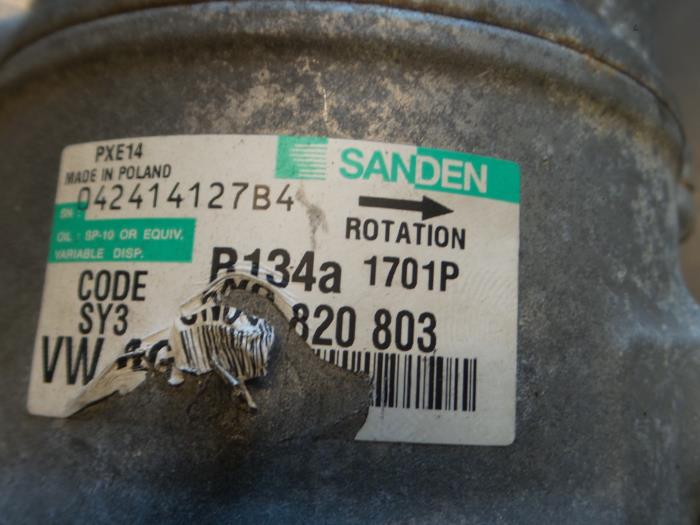 PXE14
MADE IN POLAND
SANDEN
SN: 042414127B4
ROTATION
OIL : SP-10 OR EQUIV.
VARIABLE DISP.
R134a 1701P
CODE
SY3
820 803
VW AG